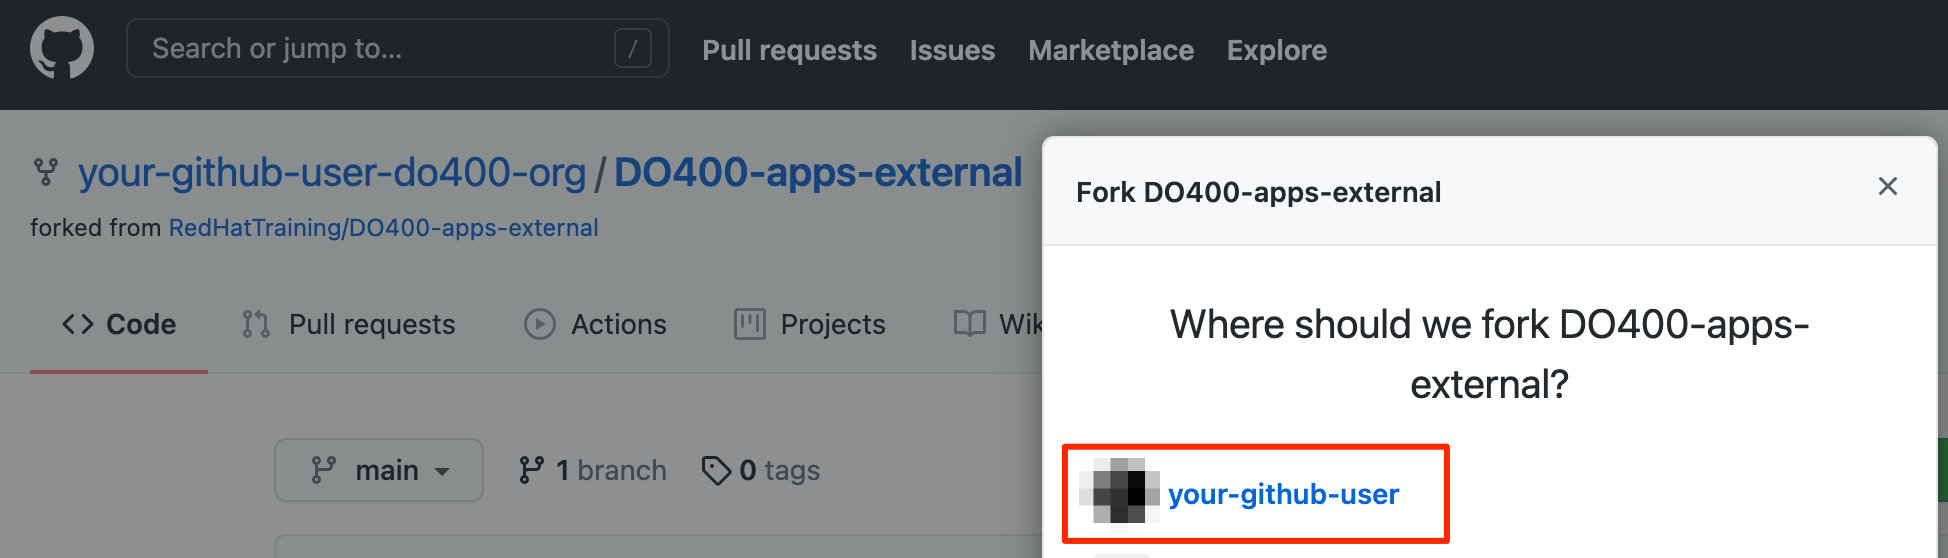 Search or jump to... /
Pull requests Issues Marketplace Explore
your-github-user-do400-org / DO400-apps-external
forked from RedHatTraining/DO400-apps-external
Code Pull requests Actions Projects Wik
main 1 branch 0 tags
Fork DO400-apps-external
Where should we fork DO400-apps-
external?
your-github-user